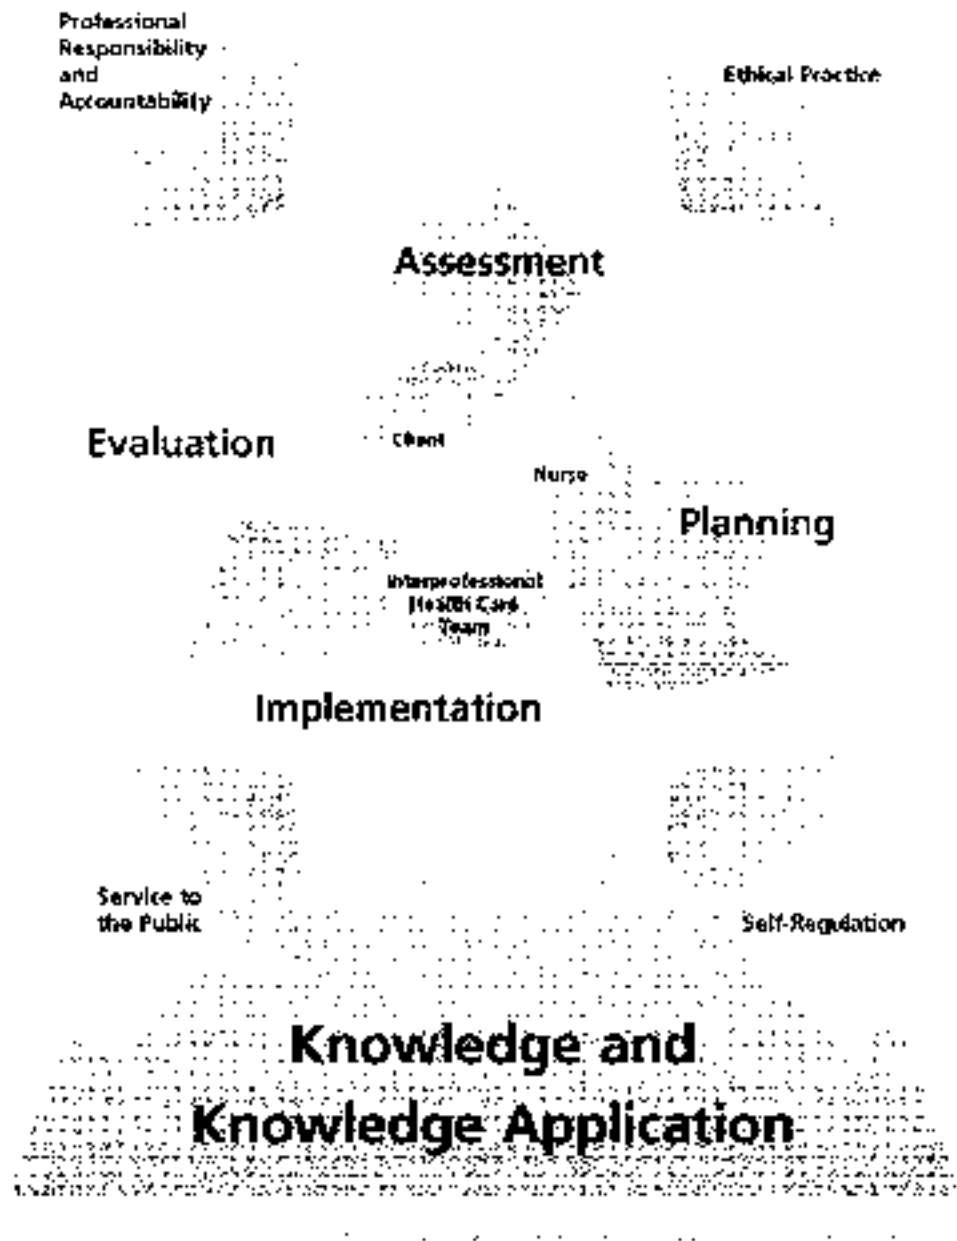 Professional
Responsibility
and
Accountability
Ethical Practice
Assessment
Evaluation
Client
Nurse
Planning
Interprofessional
Health Care
Team
Implementation
Service to
the Public
Self-Regulation
Knowledge and
Knowledge Application